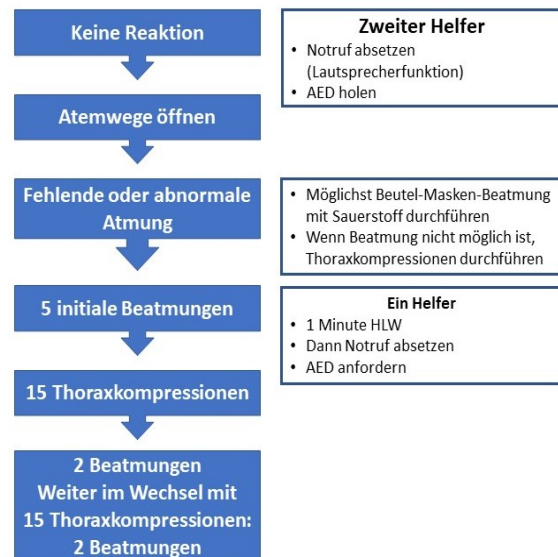 Keine Reaktion
Zweiter Helfer
• Notruf absetzen
(Lautsprecherfunktion)
• AED holen
Atemwege öffnen
Fehlende oder abnormale
Atmung
• Möglichst Beutel-Masken-Beatmung
mit Sauerstoff durchführen
• Wenn Beatmung nicht möglich ist,
Thoraxkompressionen durchführen
5 initiale Beatmungen
Ein Helfer
• 1 Minute HLW
• Dann Notruf absetzen
• AED anfordern
15 Thoraxkompressionen
2 Beatmungen
Weiter im Wechsel mit
15 Thoraxkompressionen:
2 Beatmungen